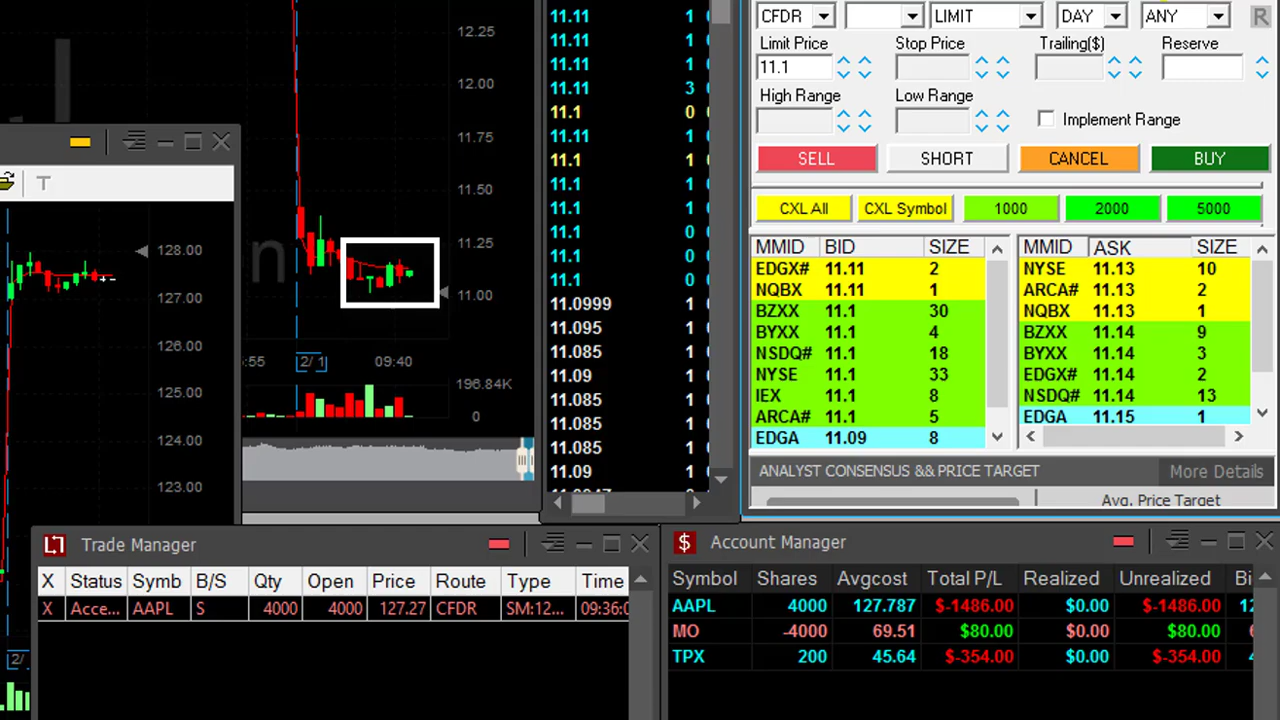 CFDR LIMIT DAY ANY R
Limit Price Stop Price Trailing($) Reserve
11.1
High Range Low Range Implement Range
SELL SHORT CANCEL BUY
CXL All CXL Symbol 1000 2000 5000
MMID BID SIZE
EDGX# 11.11 2
NQBX 11.11 1
BZXX 11.1 30
BYXX 11.1 4
NSDQ# 11.1 18
NYSE 11.1 33
IEX 11.1 8
ARCA# 11.1 5
EDGA 11.09 8
MMID ASK SIZE
NYSE 11.13 10
ARCA# 11.13 2
NQBX 11.13 1
BZXX 11.14 9
BYXX 11.14 3
EDGX# 11.14 2
NSDQ# 11.14 13
EDGA 11.15 1
ANALYST CONSENSUS && PRICE TARGET More Details
Avg. Price Target
11.11 1
11.11 1
11.11 1
11.11 3
11.1 0
11.11 1
11.1 1
11.1 1
11.1 1
11.1 0
11.1 0
11.1 0
11.0999 1
11.095 1
11.085 1
11.09 1
11.085 1
11.085 1
11.085 1
11.09 1
12.25
12.00
11.75
11.50
11.25
11.00
:55 2/ 1 09:40
196.84K
0
T
128.00
127.00
126.00
125.00
124.00
123.00
2/
Trade Manager
X Status Symb B/S Qty Open Price Route Type Time
X Acce... AAPL S 4000 4000 127.27 CFDR SM:12... 09:36:0
$ Account Manager
Symbol Shares Avgcost Total P/L Realized Unrealized
AAPL 4000 127.787 $-1486.00 $0.00 $-1486.00
MO -4000 69.51 $80.00 $0.00 $80.00
TPX 200 45.64 $-354.00 $0.00 $-354.00